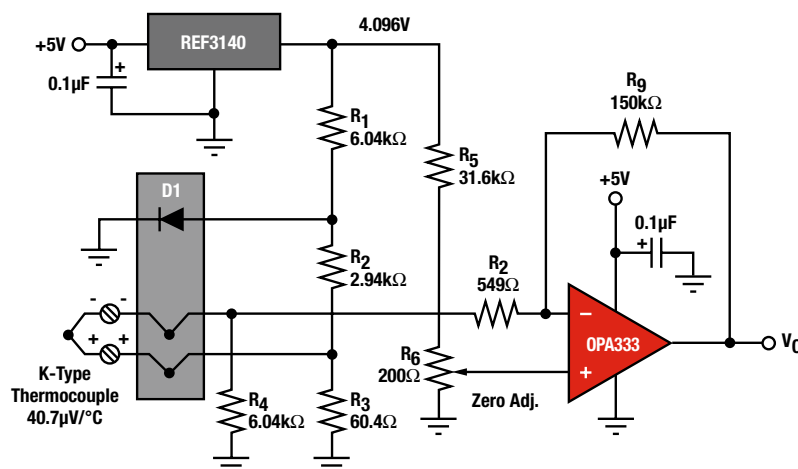 4.096V
+5V
REF3140
+
0.1µF
R9
150kΩ
R1
6.04kΩ
R5
31.6kΩ
D1
+5V
0.1µF
+
R2
2.94kΩ
R2
549Ω
- -
−
OPA333
VO
+ +
R6
200Ω
+
K-Type
Thermocouple
40.7µV/°C
Zero Adj.
R4
6.04kΩ
R3
60.4Ω